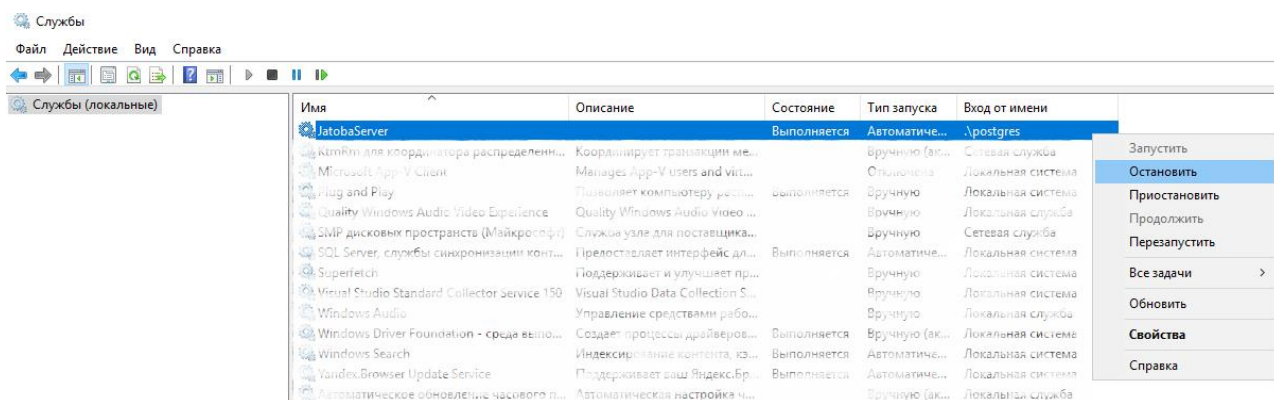 Службы
Файл Действие Вид Справка
Службы (локальные)
Имя Описание Состояние Тип запуска Вход от имени
JatobaServer Выполняется Автоматиче... .\postgres
KtmRm для координатора распределенн... Координирует транзакции ме... Вручную (ак... Сетевая служба
Microsoft App-V Client Manages App-V users and virt... Отключена Локальная система
Plug and Play Позволяет компьютеру расп... Выполняется Вручную Локальная система
Quality Windows Audio Video Experience Quality Windows Audio Video ... Вручную Локальная служба
SMP дисковых пространств (Майкрософт) Служба узла для поставщика... Вручную Сетевая служба
SQL Server, службы синхронизации конт... Предоставляет интерфейс дл... Выполняется Автоматиче... Локальная система
Superfetch Поддерживает и улучшает пр... Вручную Локальная система
Visual Studio Standard Collector Service 150 Visual Studio Data Collection S... Вручную Локальная система
Windows Audio Управление средствами рабо... Вручную Локальная служба
Windows Driver Foundation - среда выпо... Создает процессы драйверов... Выполняется Вручную (ак... Локальная система
Windows Search Индексирование контента, кэ... Выполняется Автоматиче... Локальная система
Yandex.Browser Update Service Поддерживает ваш Яндекс.Бр... Выполняется Автоматиче... Локальная система
Автоматическое обновление часового п... Автоматическая настройка ч... Вручную (ак... Локальная служба
Запустить
Остановить
Приостановить
Продолжить
Перезапустить
Все задачи
Обновить
Свойства
Справка